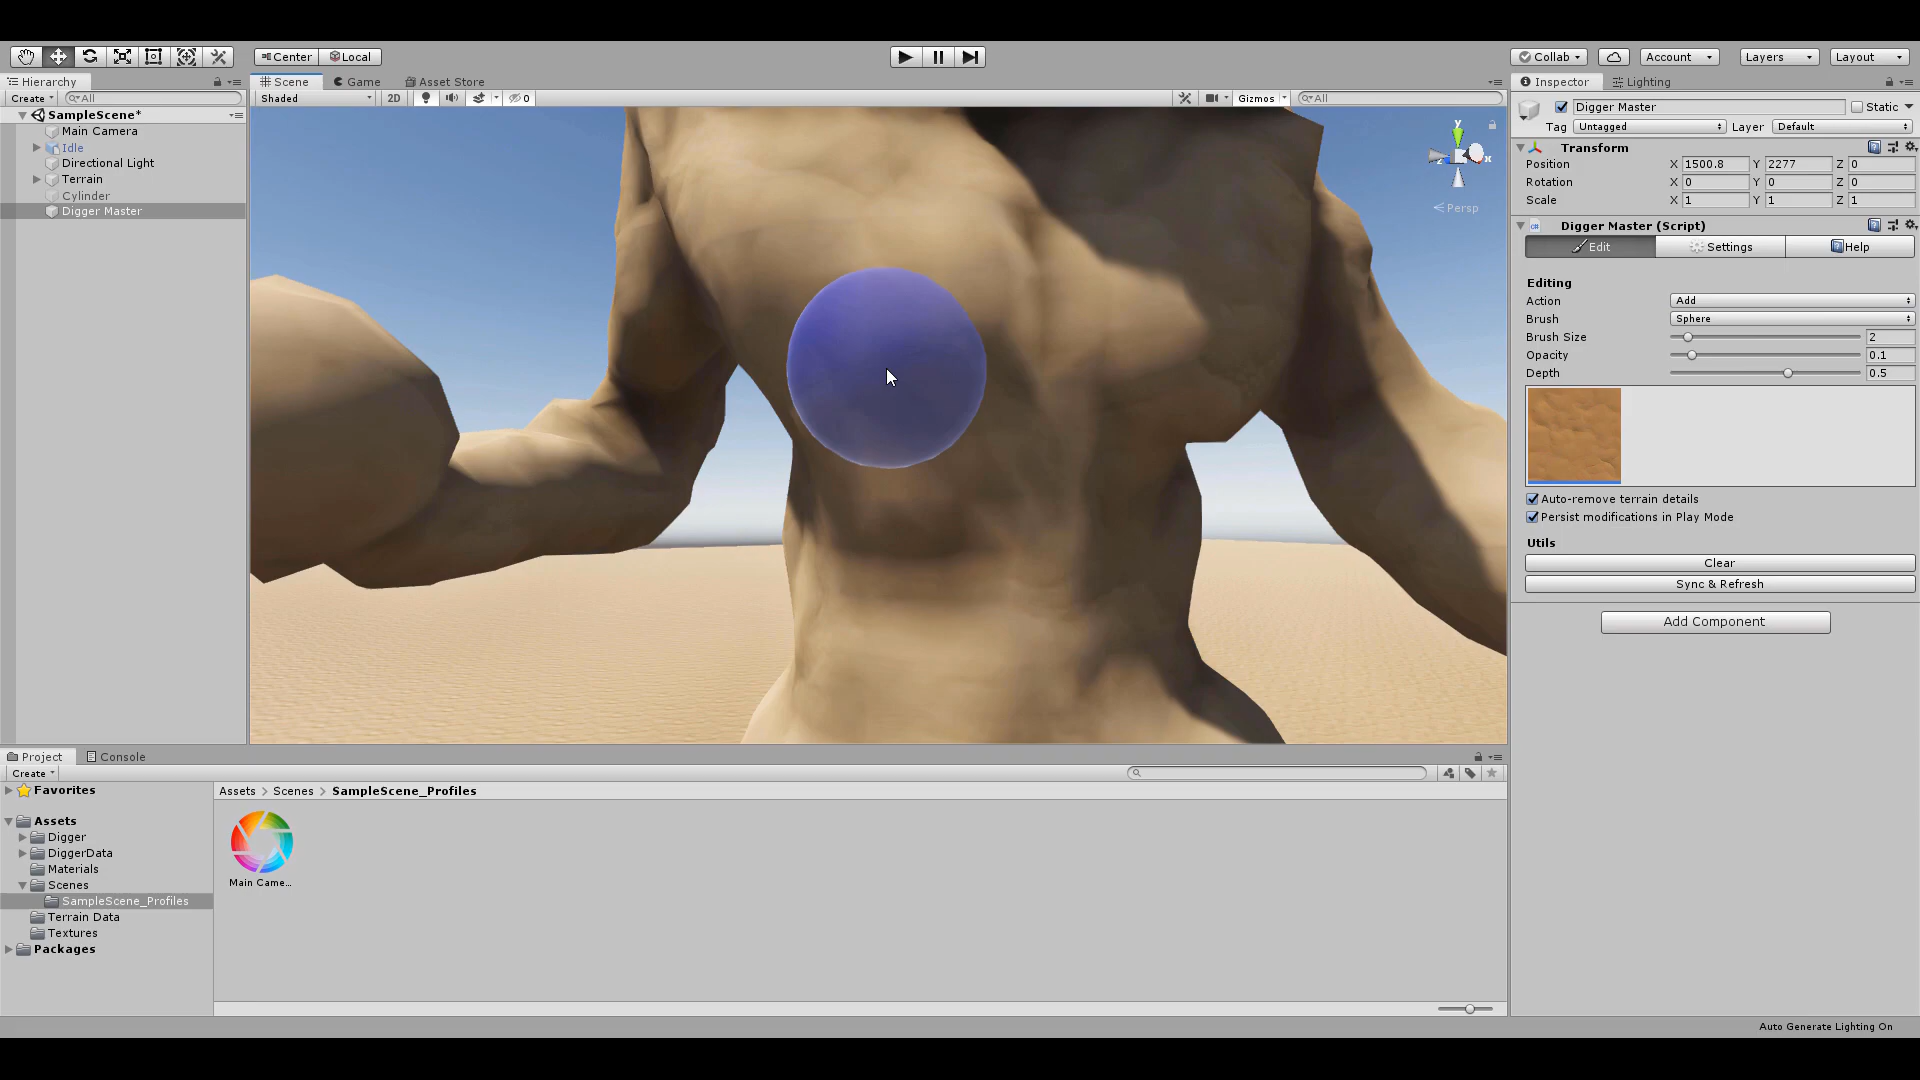 Center Local Collab Account Layers Layout
Hierarchy Scene Game Asset Store Inspector Lighting
Create All Shaded 2D 0 Gizmos All
SampleScene* Digger Master Static
Main Camera Tag Untagged Layer Default
Idle y x Transform
Directional Light Position X 1500.8 Y 2277 Z 0
Terrain Rotation X 0 Y 0 Z 0
Cylinder Scale X 1 Y 1 Z 1
Digger Master Persp
Digger Master (Script)
Edit Settings Help
Editing
Action Add
Brush Sphere
Brush Size 2
Opacity 0.1
Depth 0.5
Auto-remove terrain details
Persist modifications in Play Mode
Utils
Clear
Sync & Refresh
Add Component
Project Console
Create
Favorites Assets > Scenes > SampleScene_Profiles
Assets
Digger
DiggerData
Materials
Scenes Main Came...
SampleScene_Profiles
Terrain Data
Textures
Packages
Auto Generate Lighting On